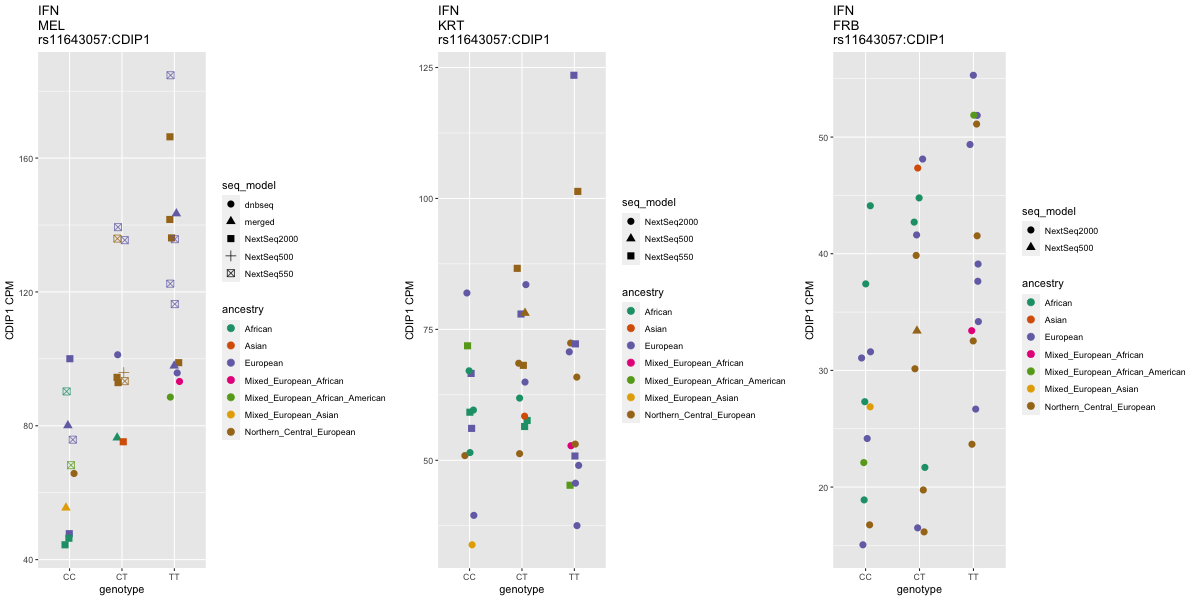 IFN
MEL
rs11643057:CDIP1
CDIP1 CPM
160
120
80
40
CC
CT
TT
genotype
seq_model
dnbseq
merged
NextSeq2000
NextSeq500
NextSeq550
ancestry
African
Asian
European
Mixed_European_African
Mixed_European_African_American
Mixed_European_Asian
Northern_Central_European
IFN
KRT
rs11643057:CDIP1
CDIP1 CPM
125
100
75
50
CC
CT
TT
genotype
seq_model
NextSeq2000
NextSeq500
NextSeq550
ancestry
African
Asian
European
Mixed_European_African
Mixed_European_African_American
Mixed_European_Asian
Northern_Central_European
IFN
FRB
rs11643057:CDIP1
CDIP1 CPM
50
40
30
20
CC
CT
TT
genotype
seq_model
NextSeq2000
NextSeq500
ancestry
African
Asian
European
Mixed_European_African
Mixed_European_African_American
Mixed_European_Asian
Northern_Central_European